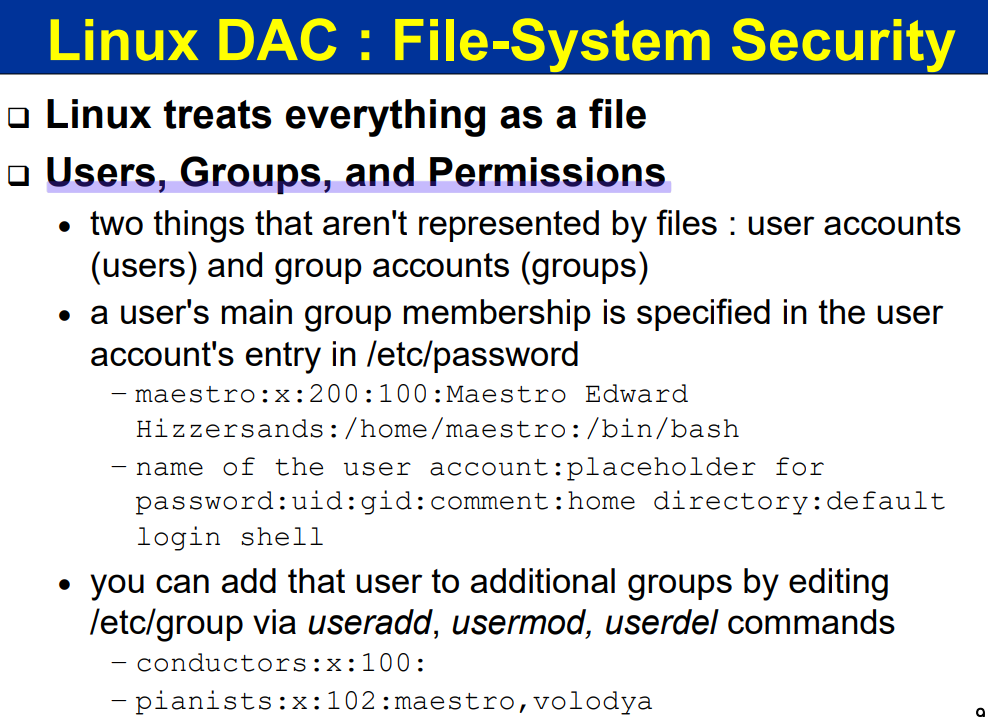 Linux DAC : File-System Security
❑ Linux treats everything as a file
❑ Users, Groups, and Permissions
• two things that aren't represented by files : user accounts
(users) and group accounts (groups)
• a user's main group membership is specified in the user
account's entry in /etc/password
– maestro:x:200:100:Maestro Edward
Hizzersands:/home/maestro:/bin/bash
– name of the user account:placeholder for
password:uid:gid:comment:home directory:default
login shell
• you can add that user to additional groups by editing
/etc/group via useradd, usermod, userdel commands
– conductors:x:100:
– pianists:x:102:maestro,volodya
9